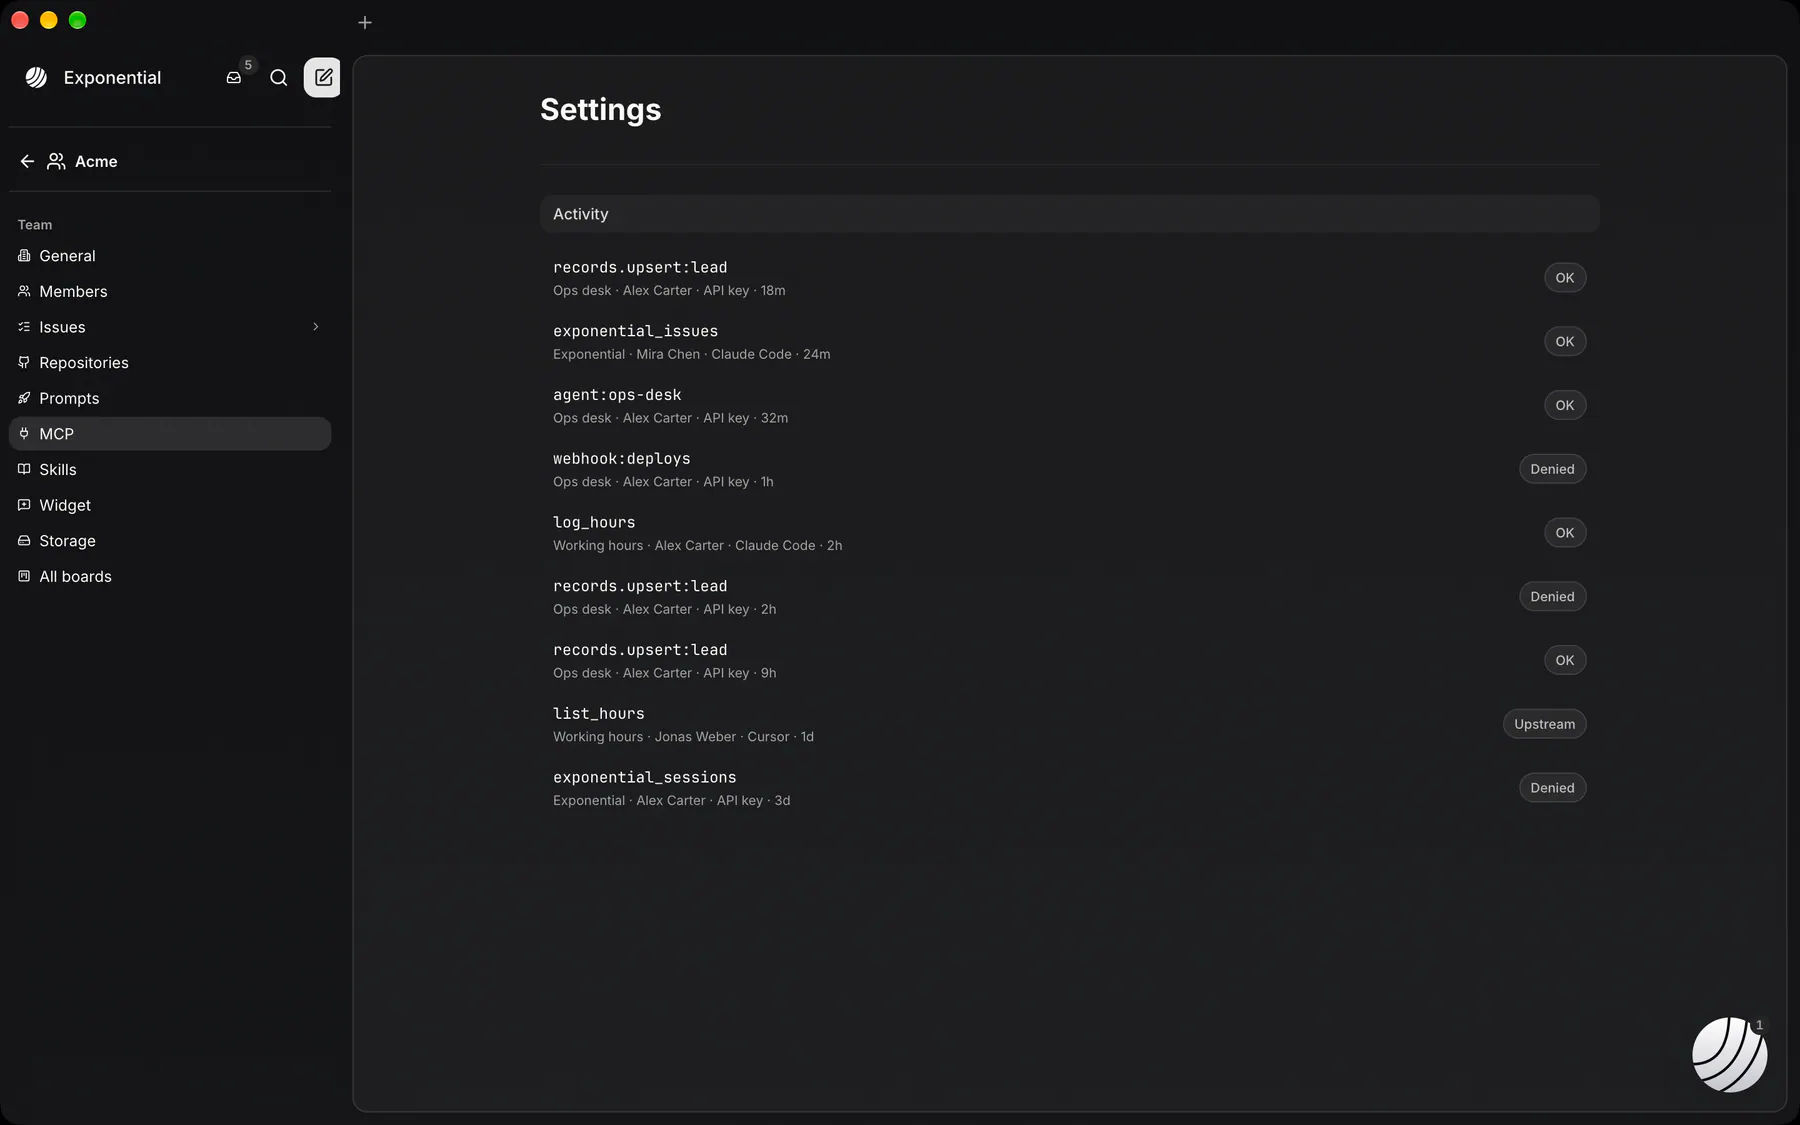 5
Exponential
Acme
Team
General
Members
Issues
Repositories
Prompts
MCP
Skills
Widget
Storage
All boards
Settings
Activity
records.upsert:lead
Ops desk · Alex Carter · API key · 18m
OK
exponential_issues
Exponential · Mira Chen · Claude Code · 24m
OK
agent:ops-desk
Ops desk · Alex Carter · API key · 32m
OK
webhook:deploys
Ops desk · Alex Carter · API key · 1h
Denied
log_hours
Working hours · Alex Carter · Claude Code · 2h
OK
records.upsert:lead
Ops desk · Alex Carter · API key · 2h
Denied
records.upsert:lead
Ops desk · Alex Carter · API key · 9h
OK
list_hours
Working hours · Jonas Weber · Cursor · 1d
Upstream
exponential_sessions
Exponential · Alex Carter · API key · 3d
Denied
1